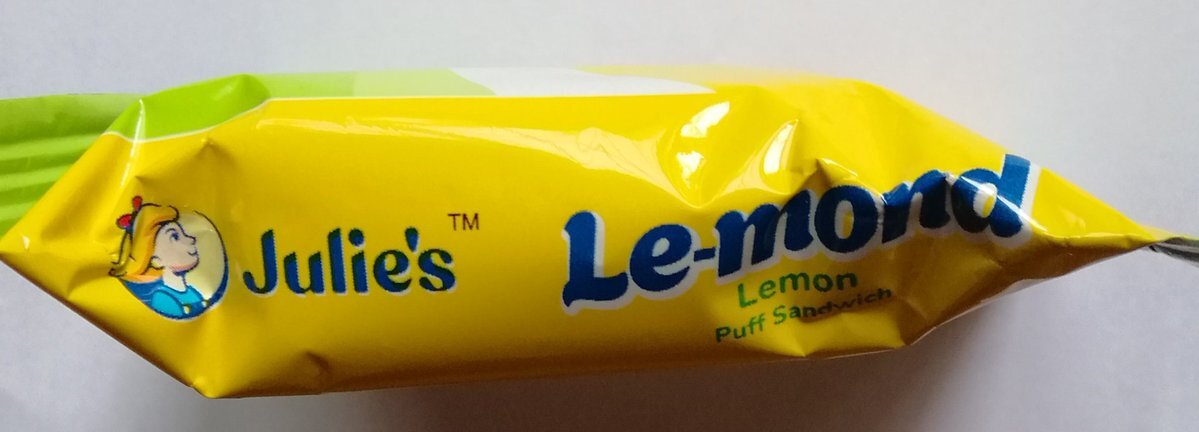 Julie's™
Le-mond
Lemon
Puff Sandwich